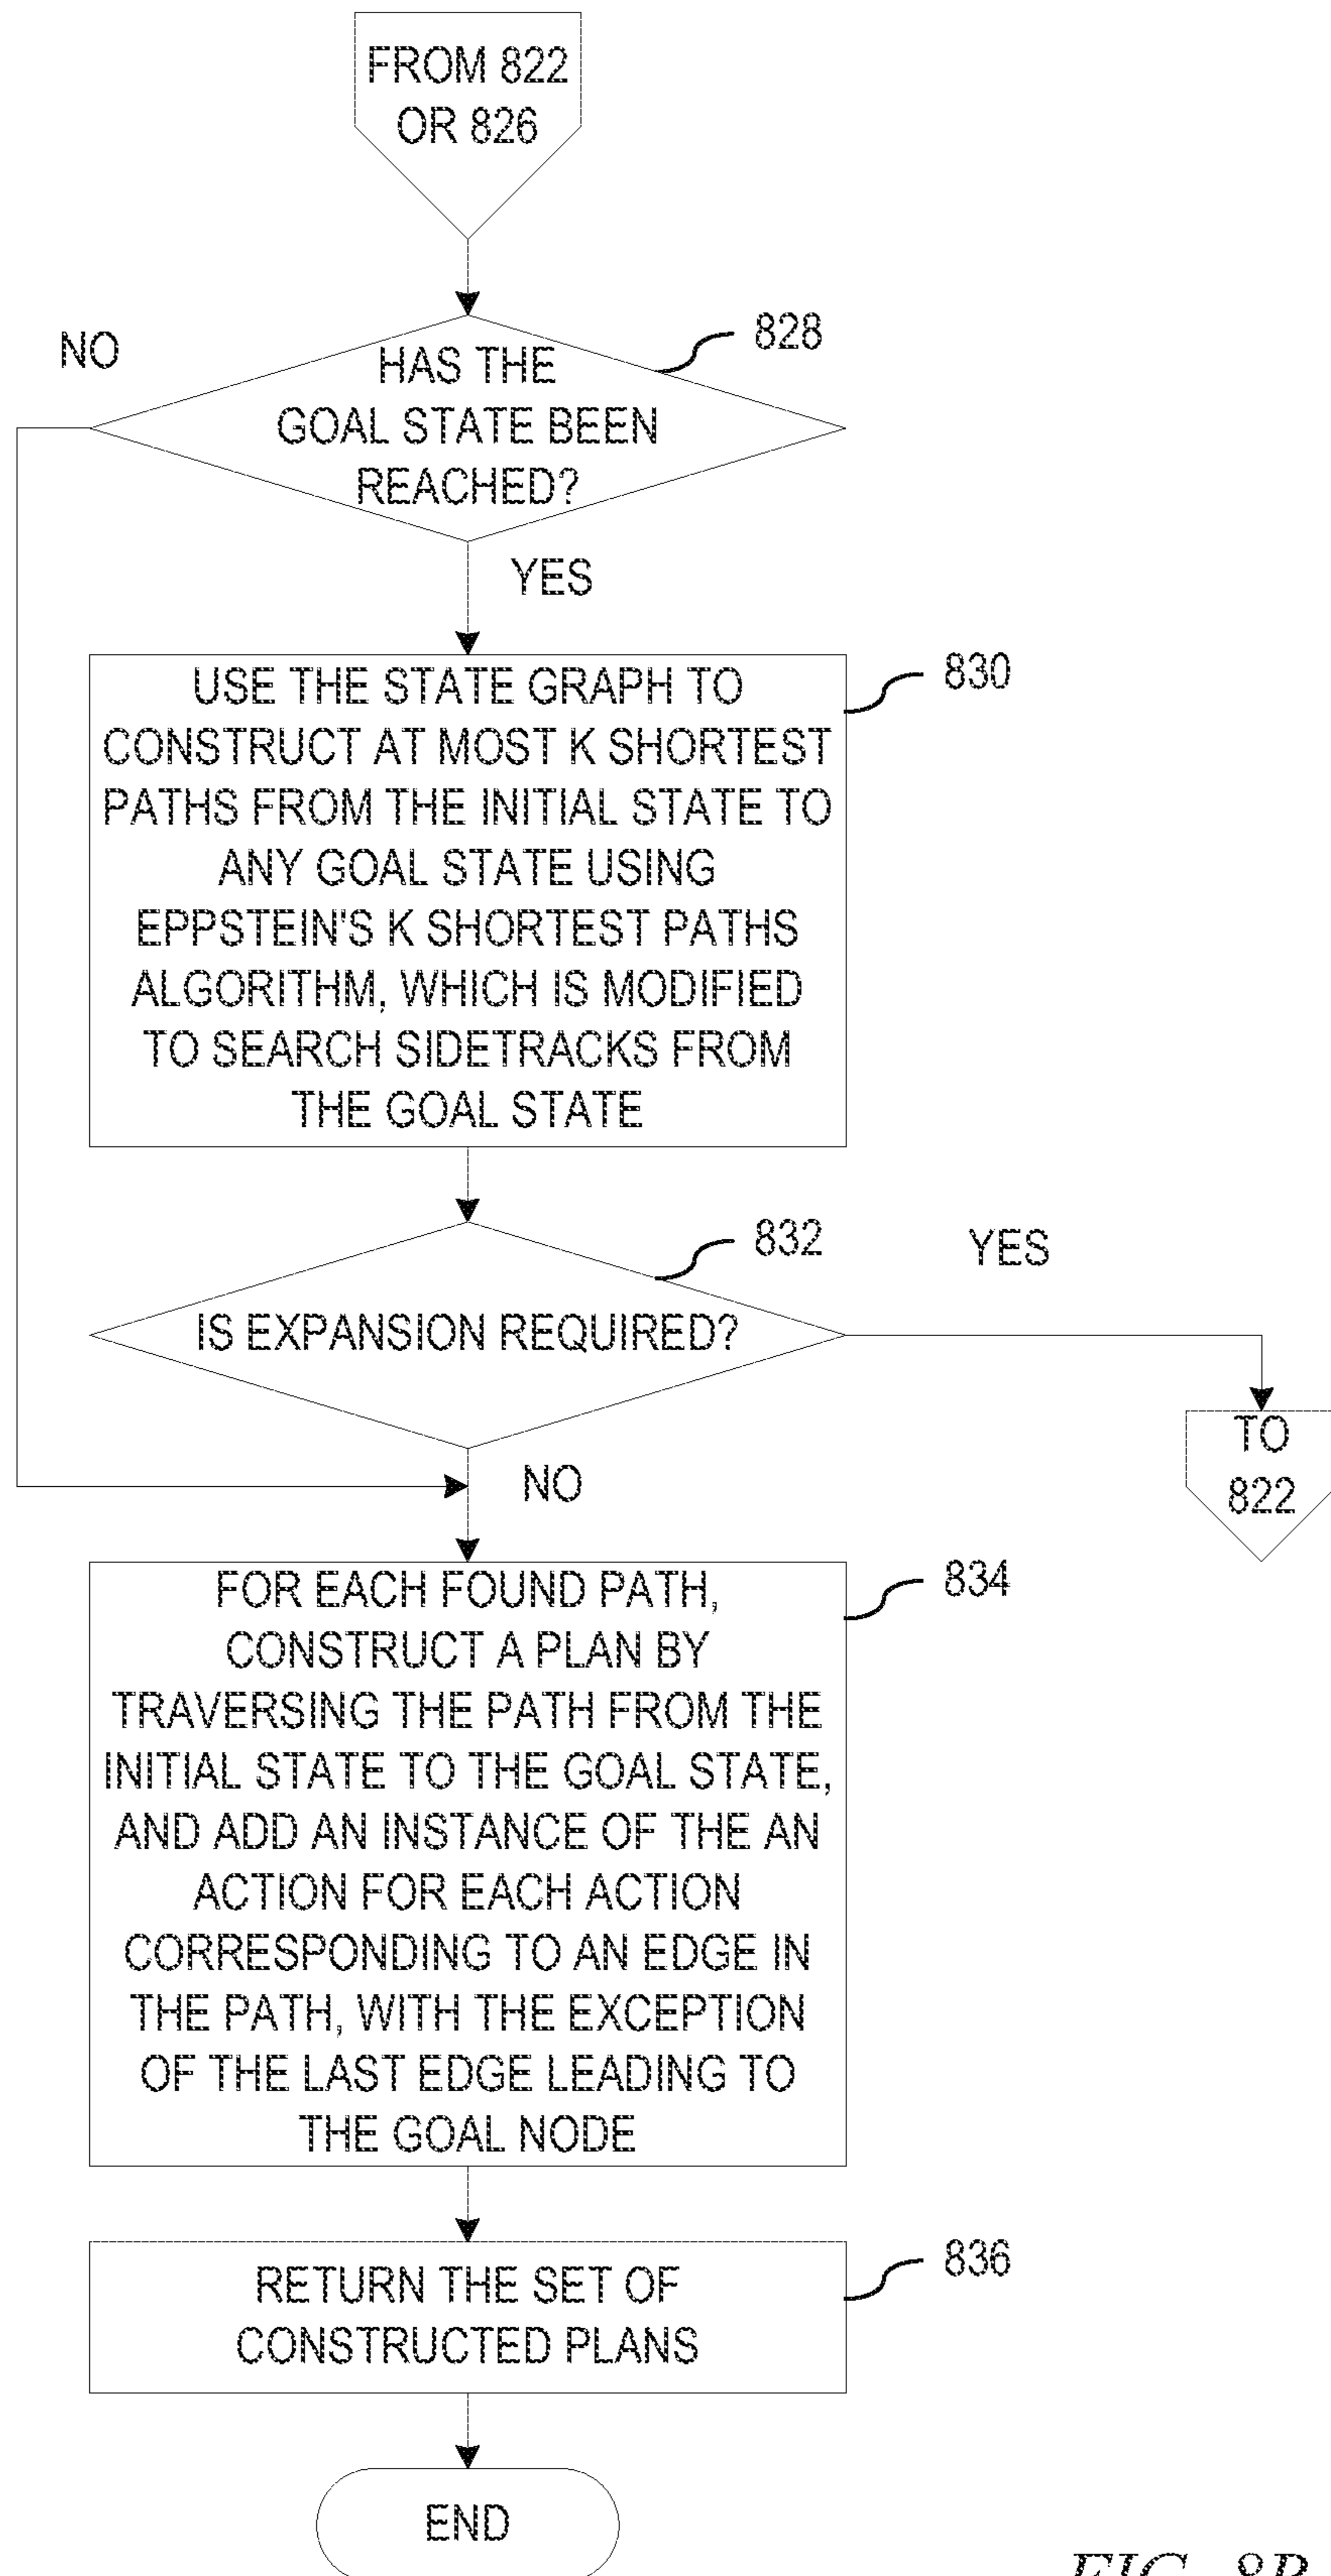 FROM 822
OR 826
NO
828
HAS THE
GOAL STATE BEEN
REACHED?
YES
830
USE THE STATE GRAPH TO
CONSTRUCT AT MOST K SHORTEST
PATHS FROM THE INITIAL STATE TO
ANY GOAL STATE USING
EPPSTEIN'S K SHORTEST PATHS
ALGORITHM, WHICH IS MODIFIED
TO SEARCH SIDETRACKS FROM
THE GOAL STATE
832
YES
IS EXPANSION REQUIRED?
TO
822
NO
834
FOR EACH FOUND PATH,
CONSTRUCT A PLAN BY
TRAVERSING THE PATH FROM THE
INITIAL STATE TO THE GOAL STATE,
AND ADD AN INSTANCE OF THE AN
ACTION FOR EACH ACTION
CORRESPONDING TO AN EDGE IN
THE PATH, WITH THE EXCEPTION
OF THE LAST EDGE LEADING TO
THE GOAL NODE
836
RETURN THE SET OF
CONSTRUCTED PLANS
END
FIG. 8B